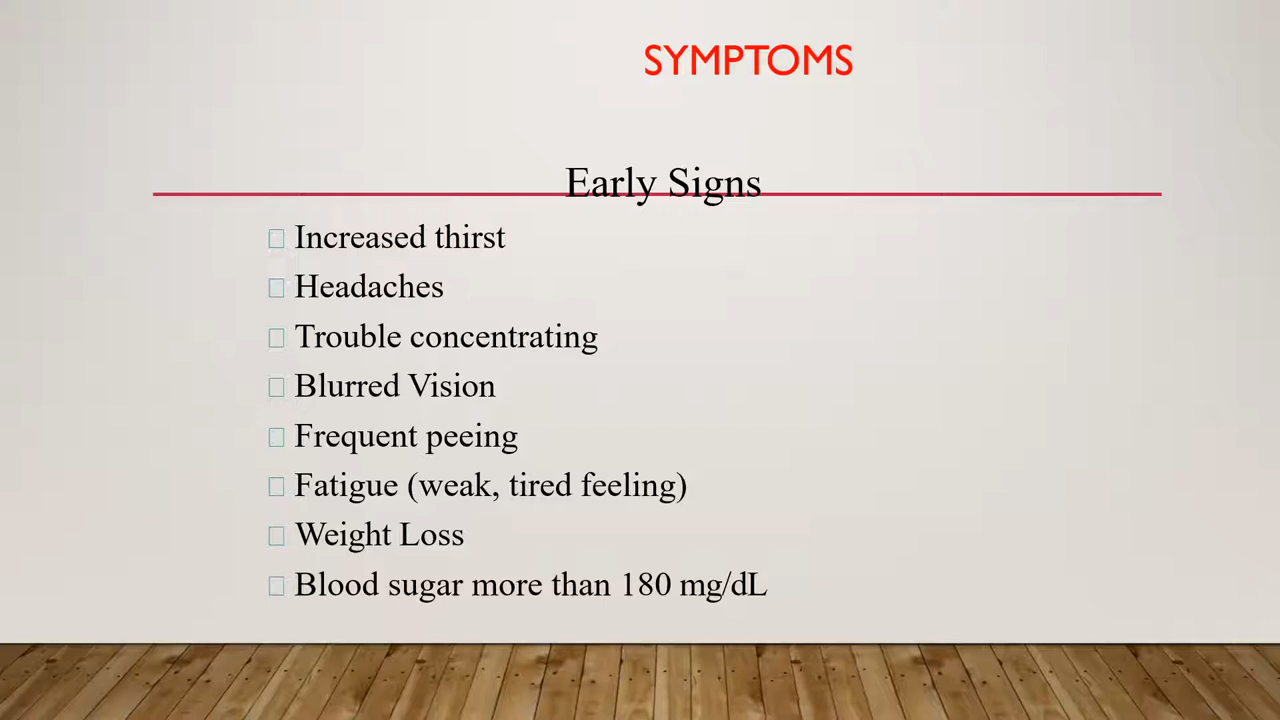 SYMPTOMS
Early Signs
Increased thirst
Headaches
Trouble concentrating
Blurred Vision
Frequent peeing
Fatigue (weak, tired feeling)
Weight Loss
Blood sugar more than 180 mg/dL